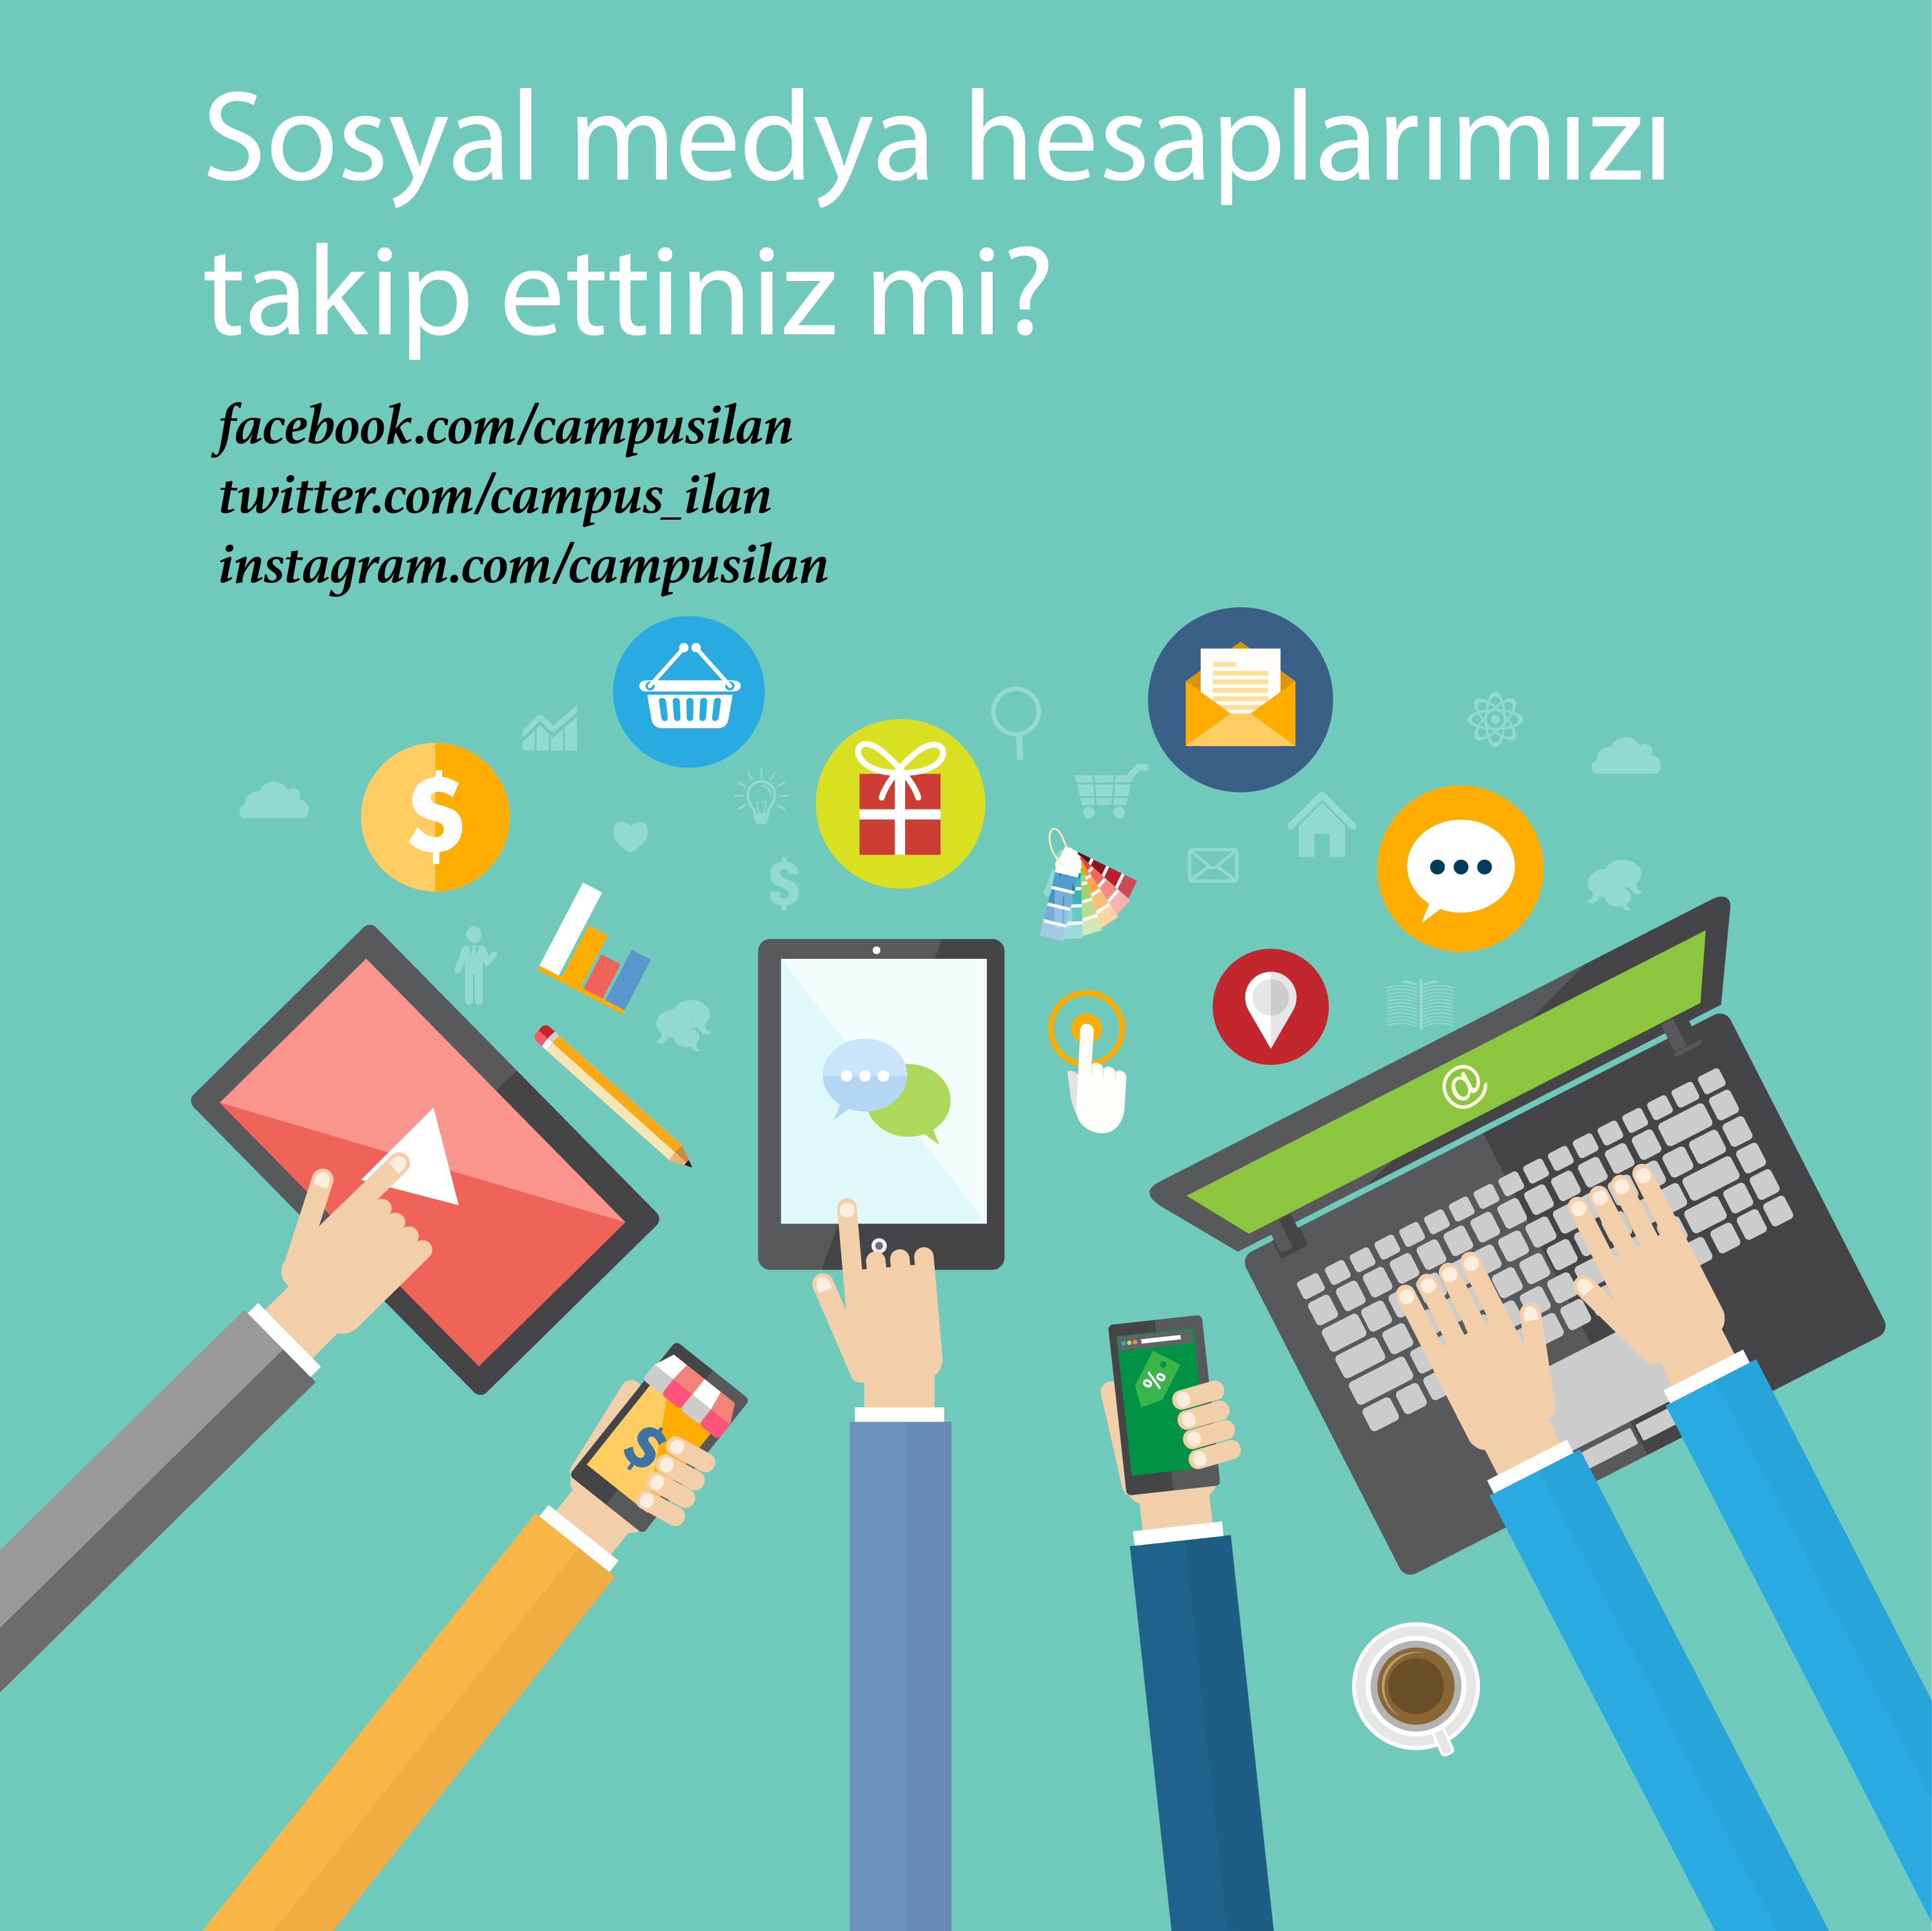 Sosyal medya hesaplarımızı
takip ettiniz mi?
facebook.com/campusilan
twitter.com/campus_ilan
instagram.com/campusilan
$
$
@
%
$